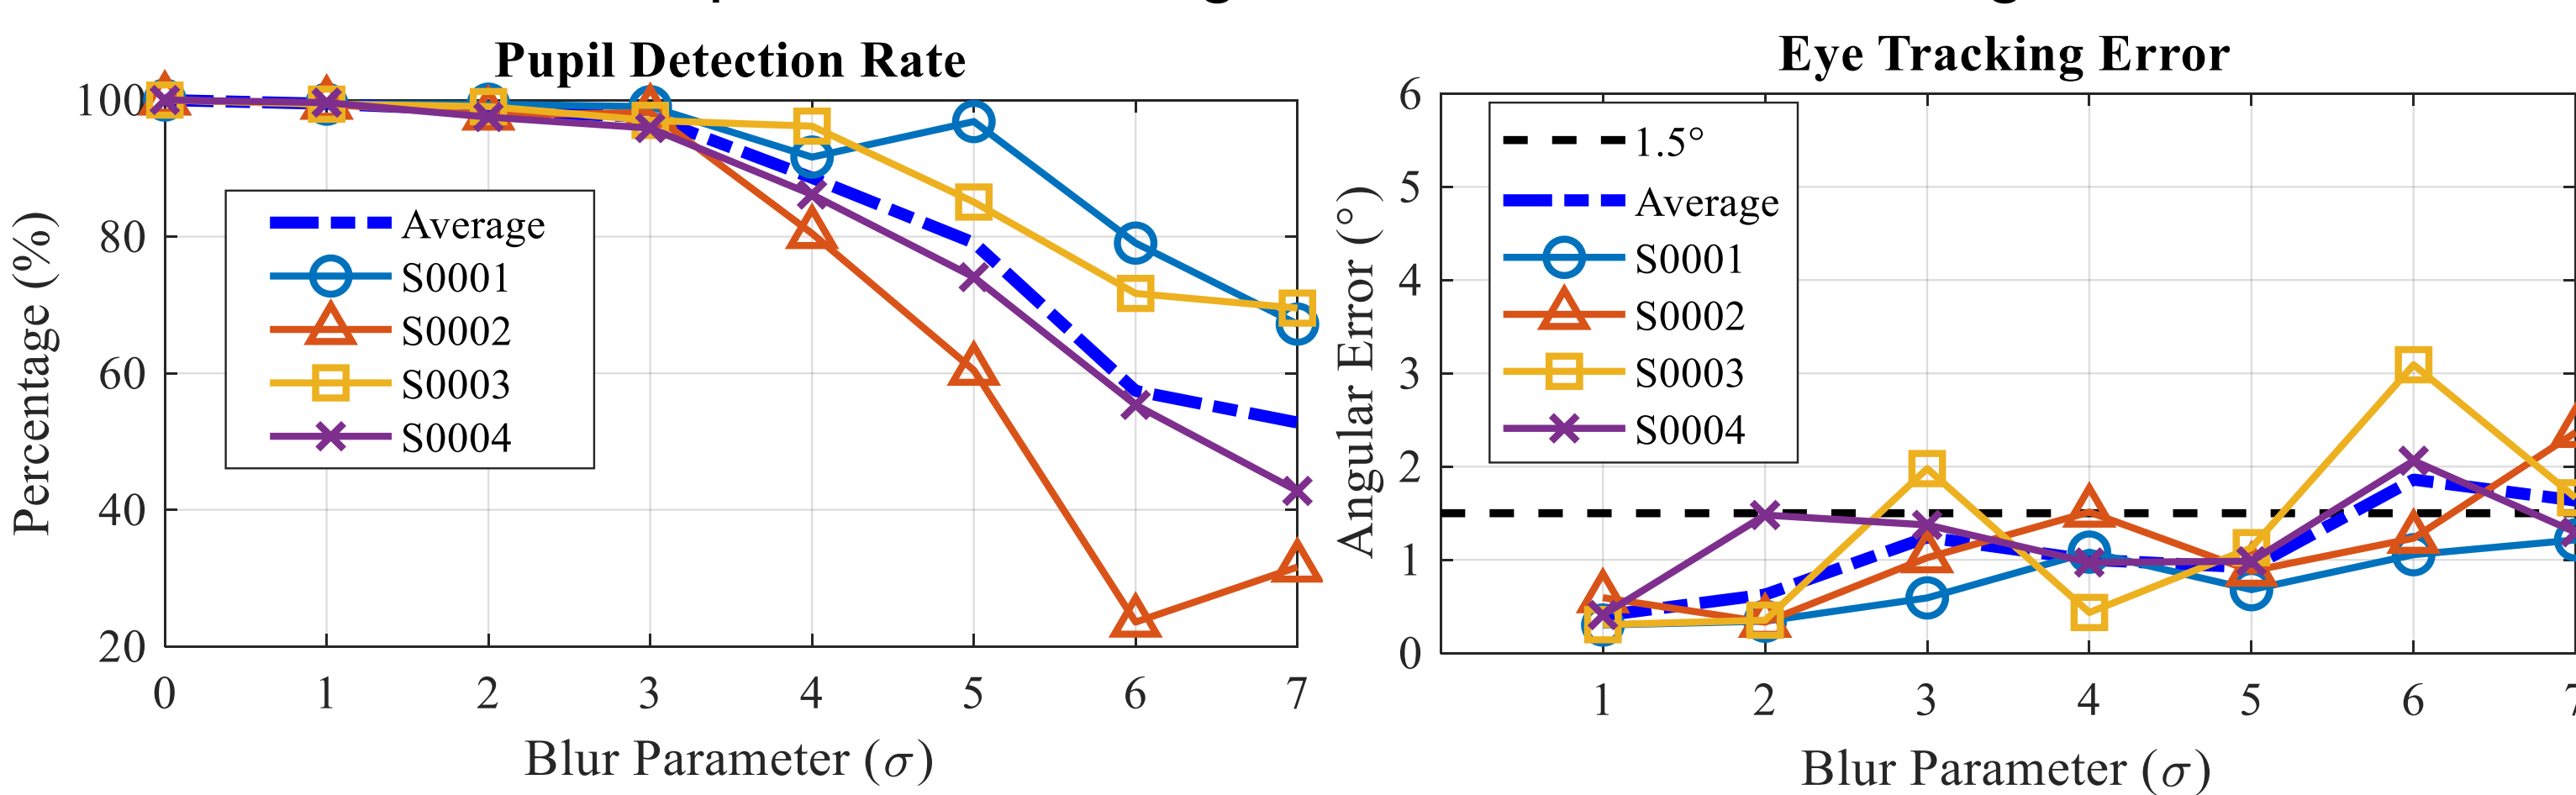 Pupil Detection Rate
100
80
60
40
20
Percentage (%)
Average
S0001
S0002
S0003
S0004
0 1 2 3 4 5 6 7
Blur Parameter (σ)
Eye Tracking Error
6
5
4
3
2
1
0
Angular Error (°)
1.5°
Average
S0001
S0002
S0003
S0004
1 2 3 4 5 6 7
Blur Parameter (σ)